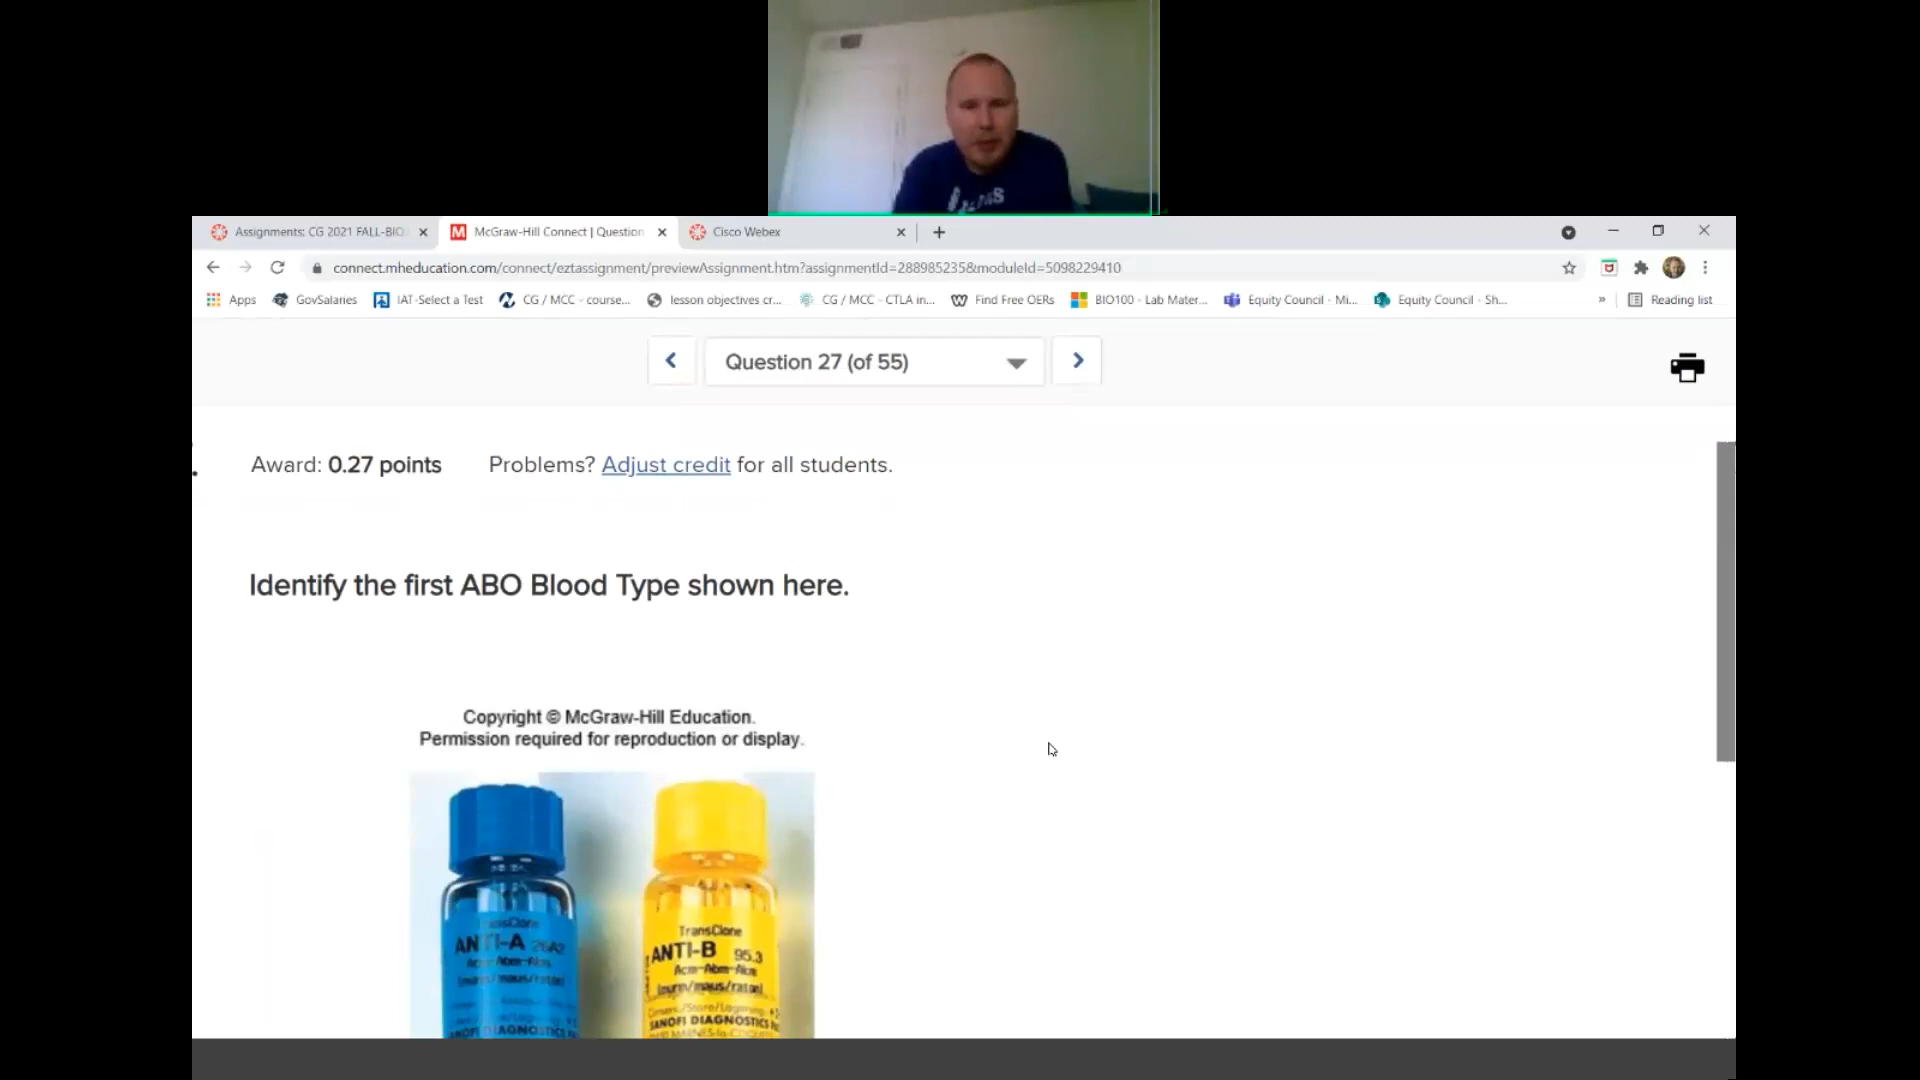 Assignments: CG 2021 FALL-BIO
McGraw-Hill Connect | Question
Cisco Webex
connect.mheducation.com/connect/eztassignment/previewAssignment.htm?assignmentId=288985235&moduleId=5098229410
Apps GovSalaries IAT-Select a Test CG / MCC - course... lesson objectives cr... CG / MCC - CTLA in... Find Free OERs BIO100 - Lab Mater... Equity Council - Mi... Equity Council - Sh... » Reading list
Question 27 (of 55)
Award: 0.27 points Problems? Adjust credit for all students.
Identify the first ABO Blood Type shown here.
Copyright © McGraw-Hill Education.
Permission required for reproduction or display.
ANTI-A 26A2
TransClone
ANTI-B 95.3
SANOFI DIAGNOSTICS